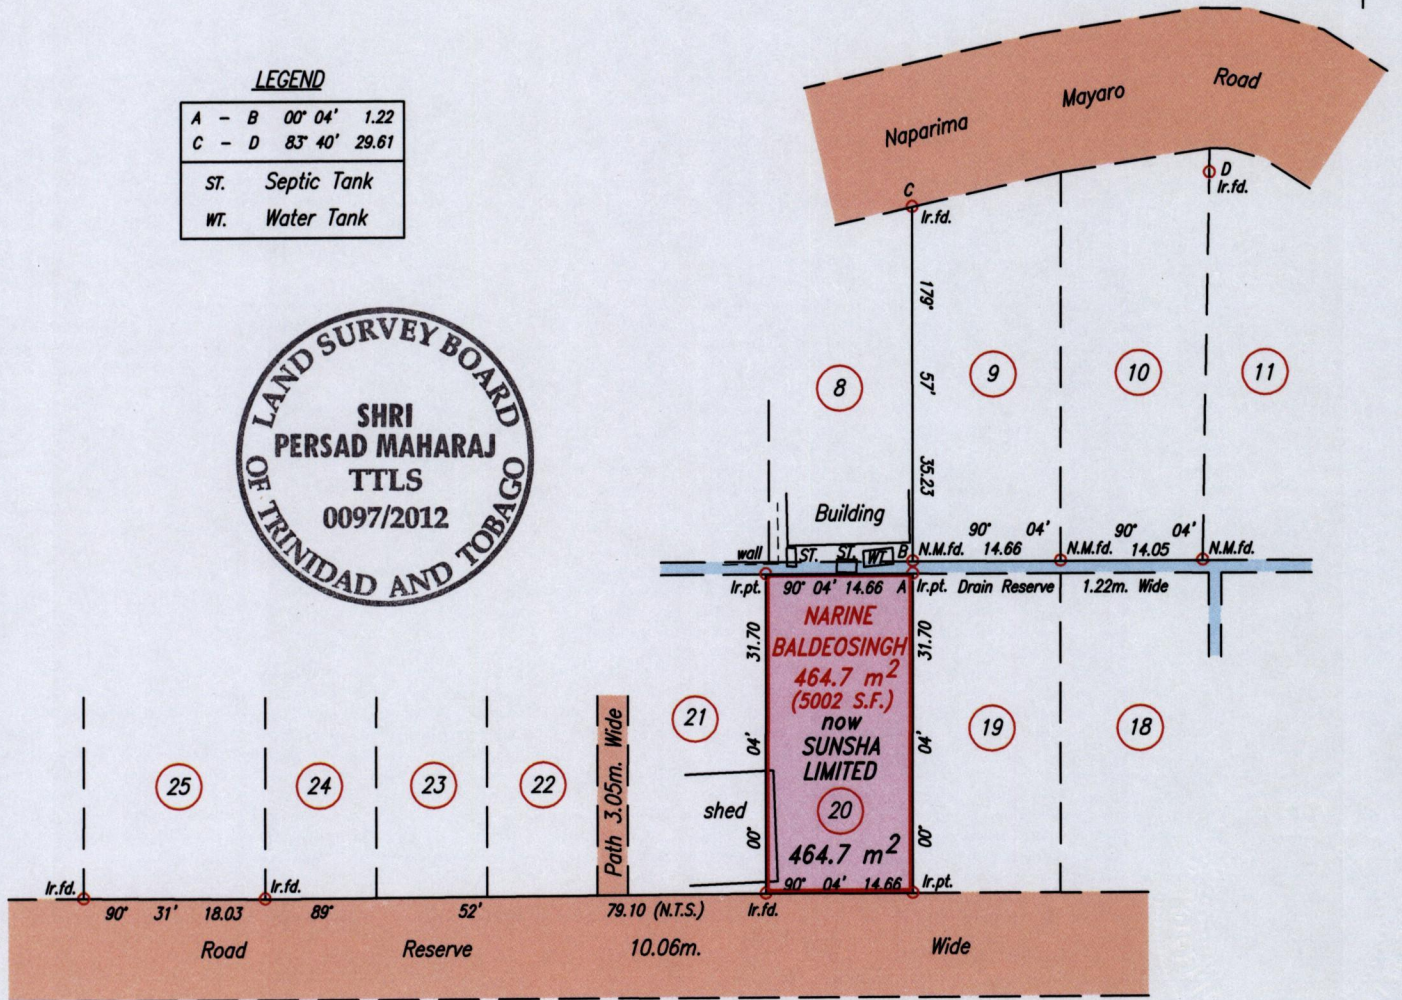 LEGEND
A - B 00° 04' 1.22
C - D 83° 40' 29.61
ST. Septic Tank
WT. Water Tank
LAND SURVEY BOARD
OF TRINIDAD AND TOBAGO
SHRI
PERSAD MAHARAJ
TTLS
0097/2012
Naparima Mayaro Road
C
Ir.fd.
D
Ir.fd.
179° 57' 35.23
8
9
10
11
Building
wall
ST.
ST.
WT.
B
N.M.fd.
90° 04'
14.66
N.M.fd.
90° 04'
14.05
N.M.fd.
Ir.pt.
90° 04' 14.66
A
Ir.pt.
Drain Reserve 1.22m. Wide
00° 04' 31.70
00° 04' 31.70
NARINE
BALDEOSINGH
464.7 m²
(5002 S.F.)
now
SUNSHA
LIMITED
20
464.7 m²
90° 04' 14.66
21
19
18
shed
Path 3.05m. Wide
25
24
23
22
Ir.fd.
Ir.fd.
Ir.fd.
Ir.pt.
90° 31' 18.03
89° 52' 79.10 (N.T.S.)
Road Reserve 10.06m. Wide